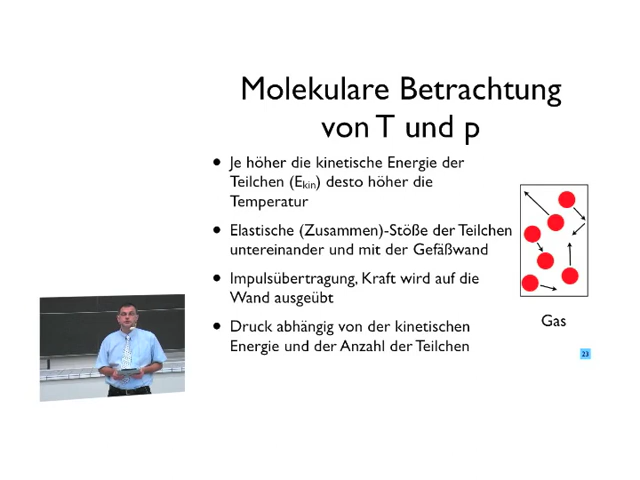 Molekulare Betrachtung
von T und p
• Je höher die kinetische Energie der
Teilchen (Ekin) desto höher die
Temperatur
• Elastische (Zusammen)-Stöße der Teilchen
untereinander und mit der Gefäßwand
• Impulsübertragung, Kraft wird auf die
Wand ausgeübt
• Druck abhängig von der kinetischen
Energie und der Anzahl der Teilchen
Gas
23